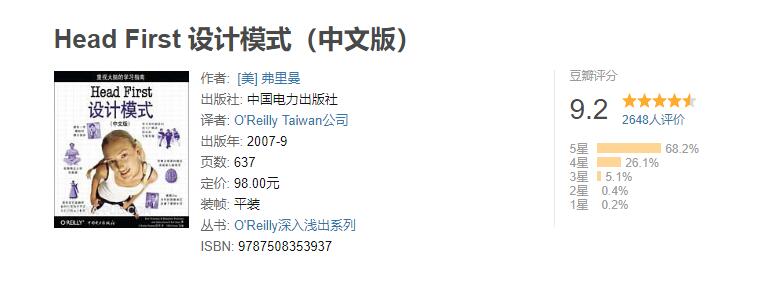 Head First 设计模式（中文版）
重视大脑的学习指南
Head First
设计模式
（中文版）
O'REILLY
中国电力出版社
作者: [美] 弗里曼
出版社: 中国电力出版社
译者: O'Reilly Taiwan公司
出版年: 2007-9
页数: 637
定价: 98.00元
装帧: 平装
丛书: O'Reilly深入浅出系列
ISBN: 9787508353937
豆瓣评分
9.2
2648人评价
5星 68.2%
4星 26.1%
3星 5.1%
2星 0.4%
1星 0.2%